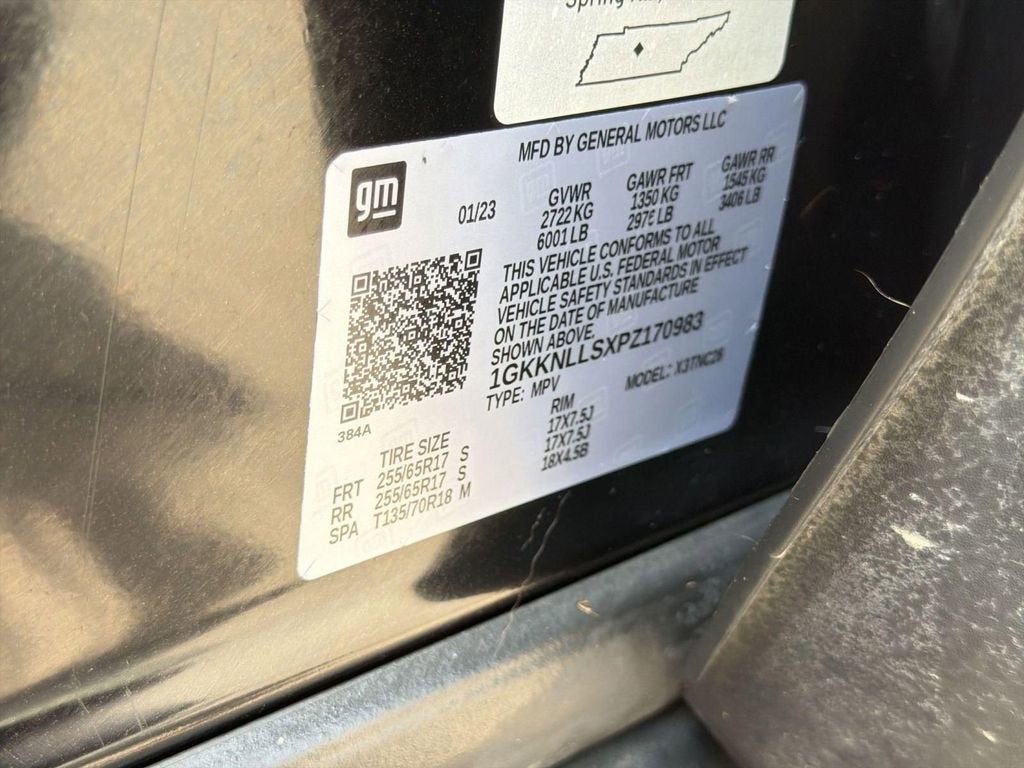 Spring Hill,
MFD BY GENERAL MOTORS LLC
gm
01/23
GVWR GAWR FRT GAWR RR
2722 KG 1350 KG 1545 KG
6001 LB 2976 LB 3406 LB
THIS VEHICLE CONFORMS TO ALL
APPLICABLE U.S. FEDERAL MOTOR
VEHICLE SAFETY STANDARDS IN EFFECT
ON THE DATE OF MANUFACTURE
SHOWN ABOVE.
1GKKNLLSXPZ170983
TYPE: MPV MODEL: X3TNC26
384A
TIRE SIZE RIM
FRT 255/65R17 S 17X7.5J
RR 255/65R17 S 17X7.5J
SPA T135/70R18 M 18X4.5B